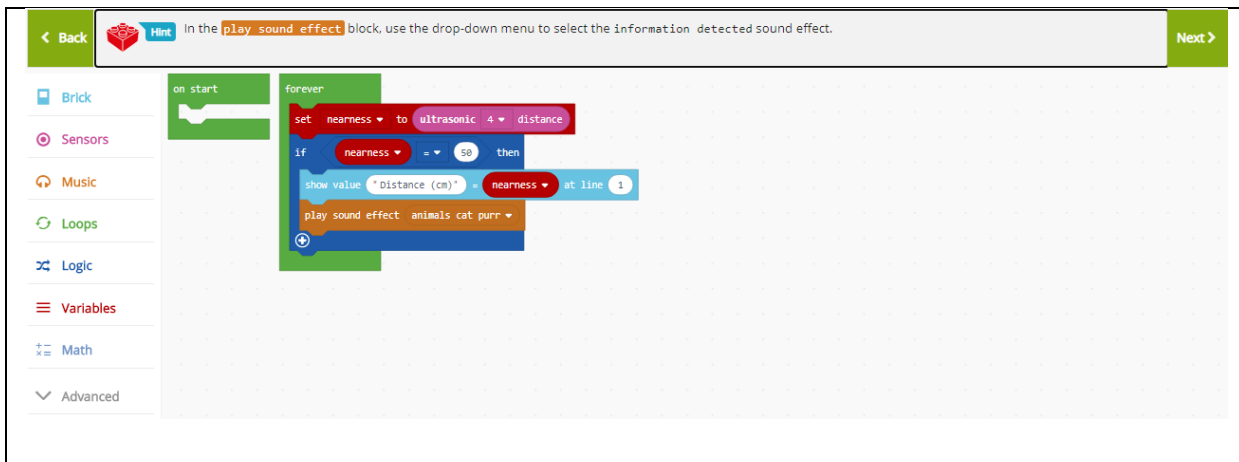 Back
Hint In the play sound effect block, use the drop-down menu to select the information detected sound effect.
Next
Brick
Sensors
Music
Loops
Logic
Variables
Math
Advanced
on start
forever
set nearness to ultrasonic 4 distance
if nearness = 50 then
show value "Distance (cm)" = nearness at line 1
play sound effect animals cat purr